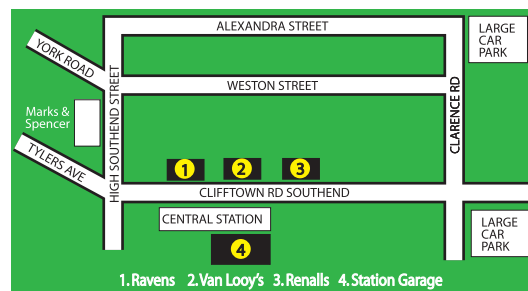 ALEXANDRA STREET
LARGE
CAR
PARK
YORK ROAD
WESTON STREET
HIGH SOUTHEND STREET
CLARENCE RD
Marks &
Spencer
TYLERS AVE
1
2
3
CLIFFTOWN RD SOUTHEND
CENTRAL STATION
LARGE
CAR
PARK
4
1. Ravens 2. Van Looy's 3. Renalls 4. Station Garage